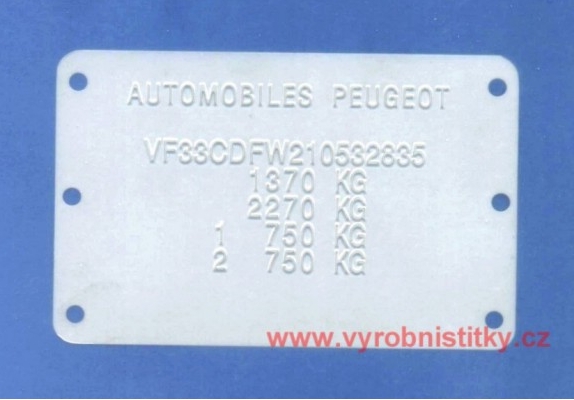 AUTOMOBILES PEUGEOT
VF33CDFW210532835
1370 KG
2270 KG
1 750 KG
2 750 KG
www.vyrobnistitky.cz